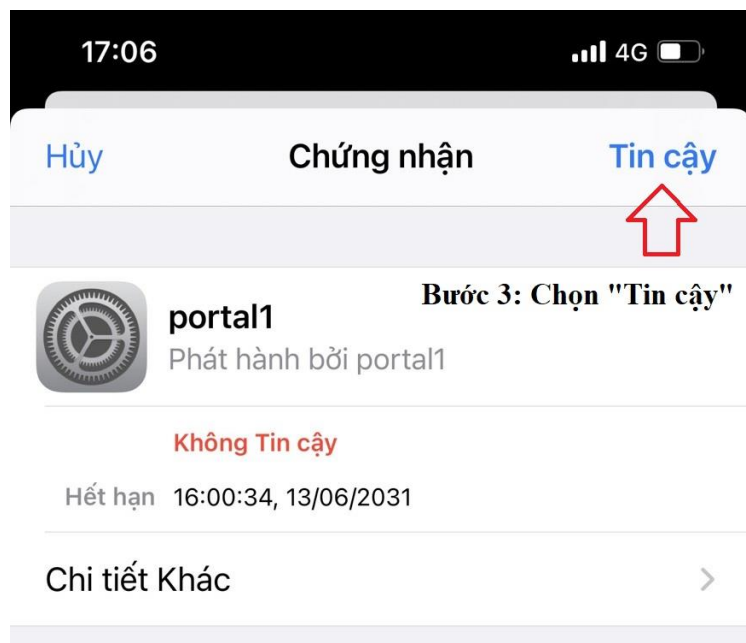 17:06
4G
Hủy
Chứng nhận
Tin cậy
Bước 3: Chọn "Tin cậy"
portal1
Phát hành bởi portal1
Không Tin cậy
Hết hạn 16:00:34, 13/06/2031
Chi tiết Khác